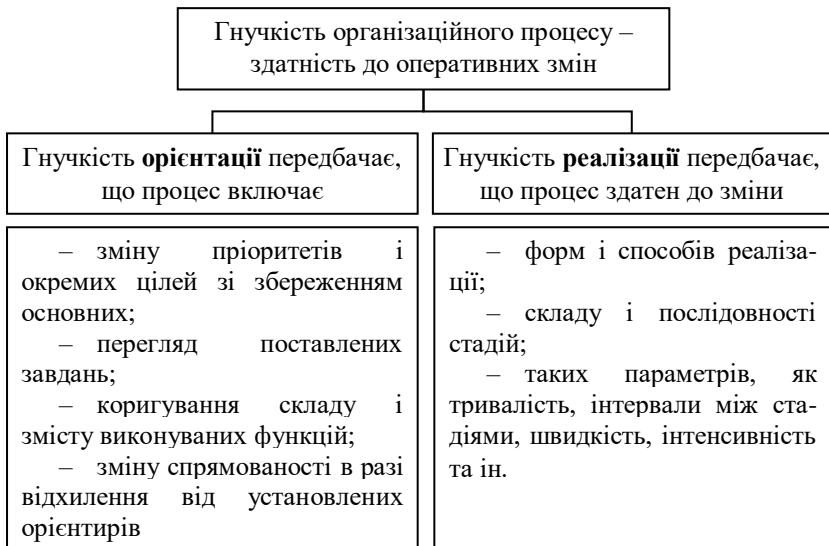 Гнучкість організаційного процесу –
здатність до оперативних змін
Гнучкість орієнтації передбачає,
що процес включає
Гнучкість реалізації передбачає,
що процес здатен до зміни
– зміну пріоритетів і
окремих цілей зі збереженням
основних;
– перегляд поставлених
завдань;
– коригування складу і
змісту виконуваних функцій;
– зміну спрямованості в разі
відхилення від установлених
орієнтирів
– форм і способів реаліза-
ції;
– складу і послідовності
стадій;
– таких параметрів, як
тривалість, інтервали між ста-
діями, швидкість, інтенсивність
та ін.